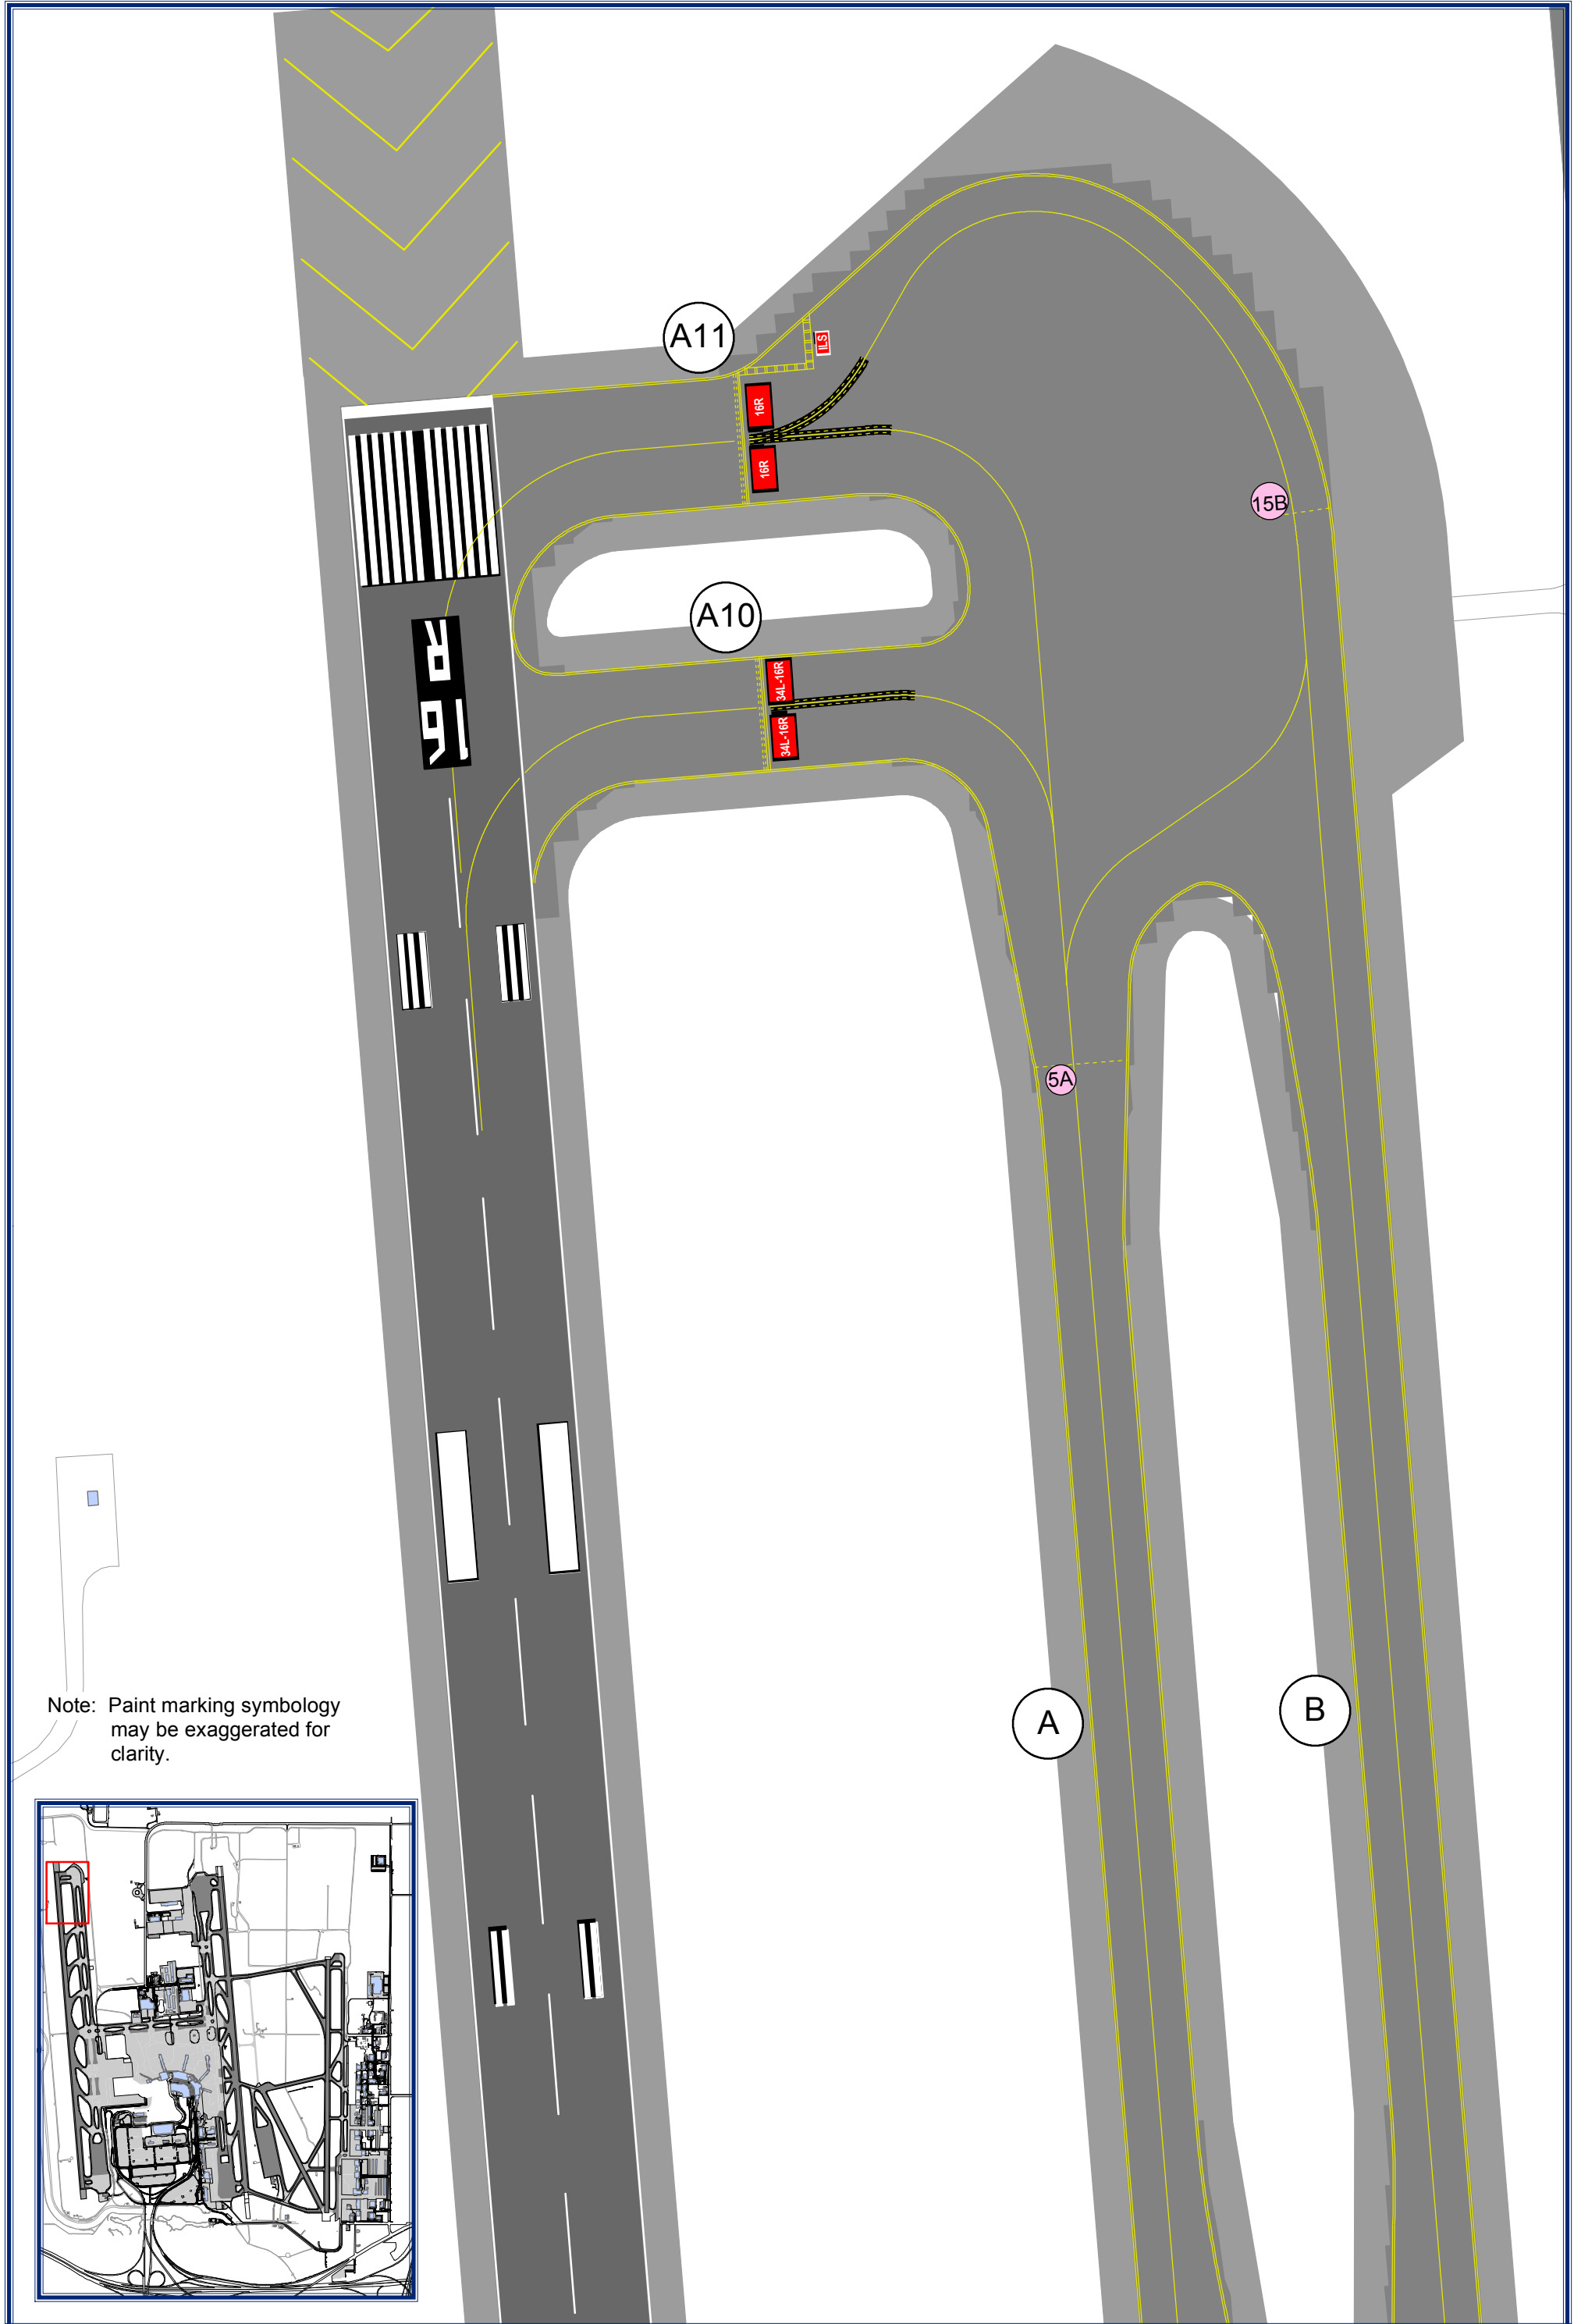 A11
ILS
16R
16R
15B
A10
34L-16R
34L-16R
16R
5A
A
B
Note: Paint marking symbology
may be exaggerated for
clarity.